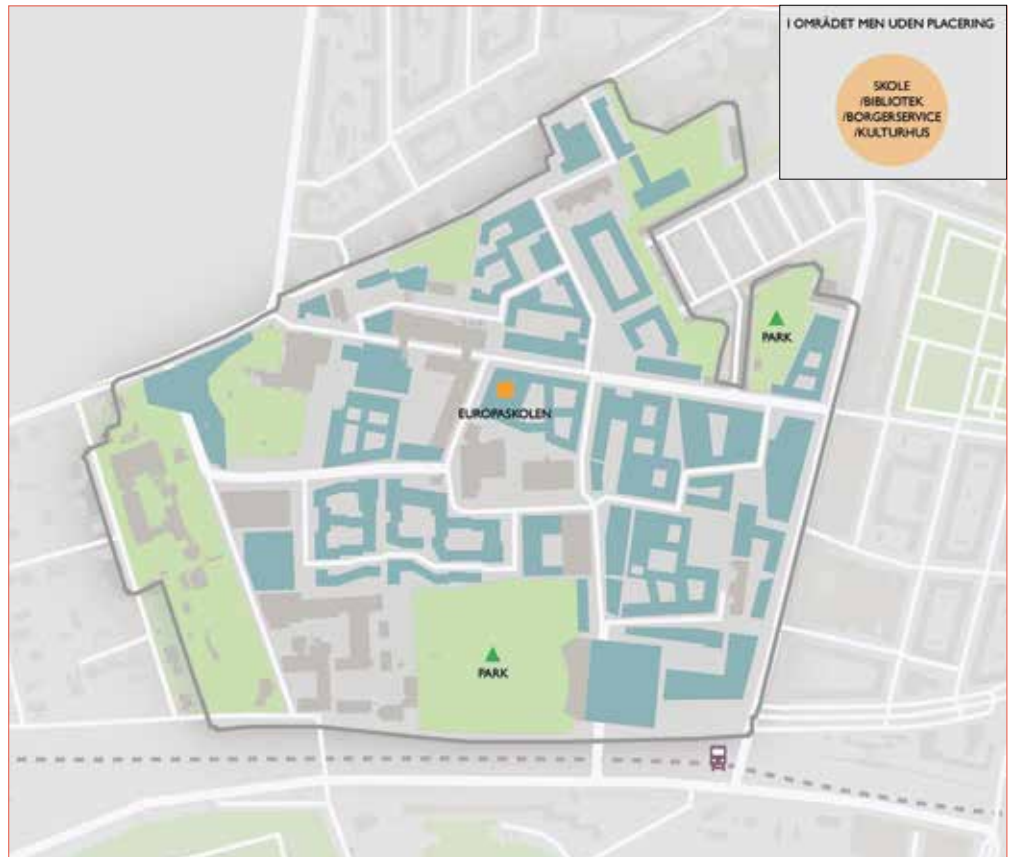 I OMRÅDET MEN UDEN PLACERING
SKOLE
/BIBLIOTEK
/BORGERSERVICE
/KULTURHUS
PARK
EUROPASKOLEN
PARK